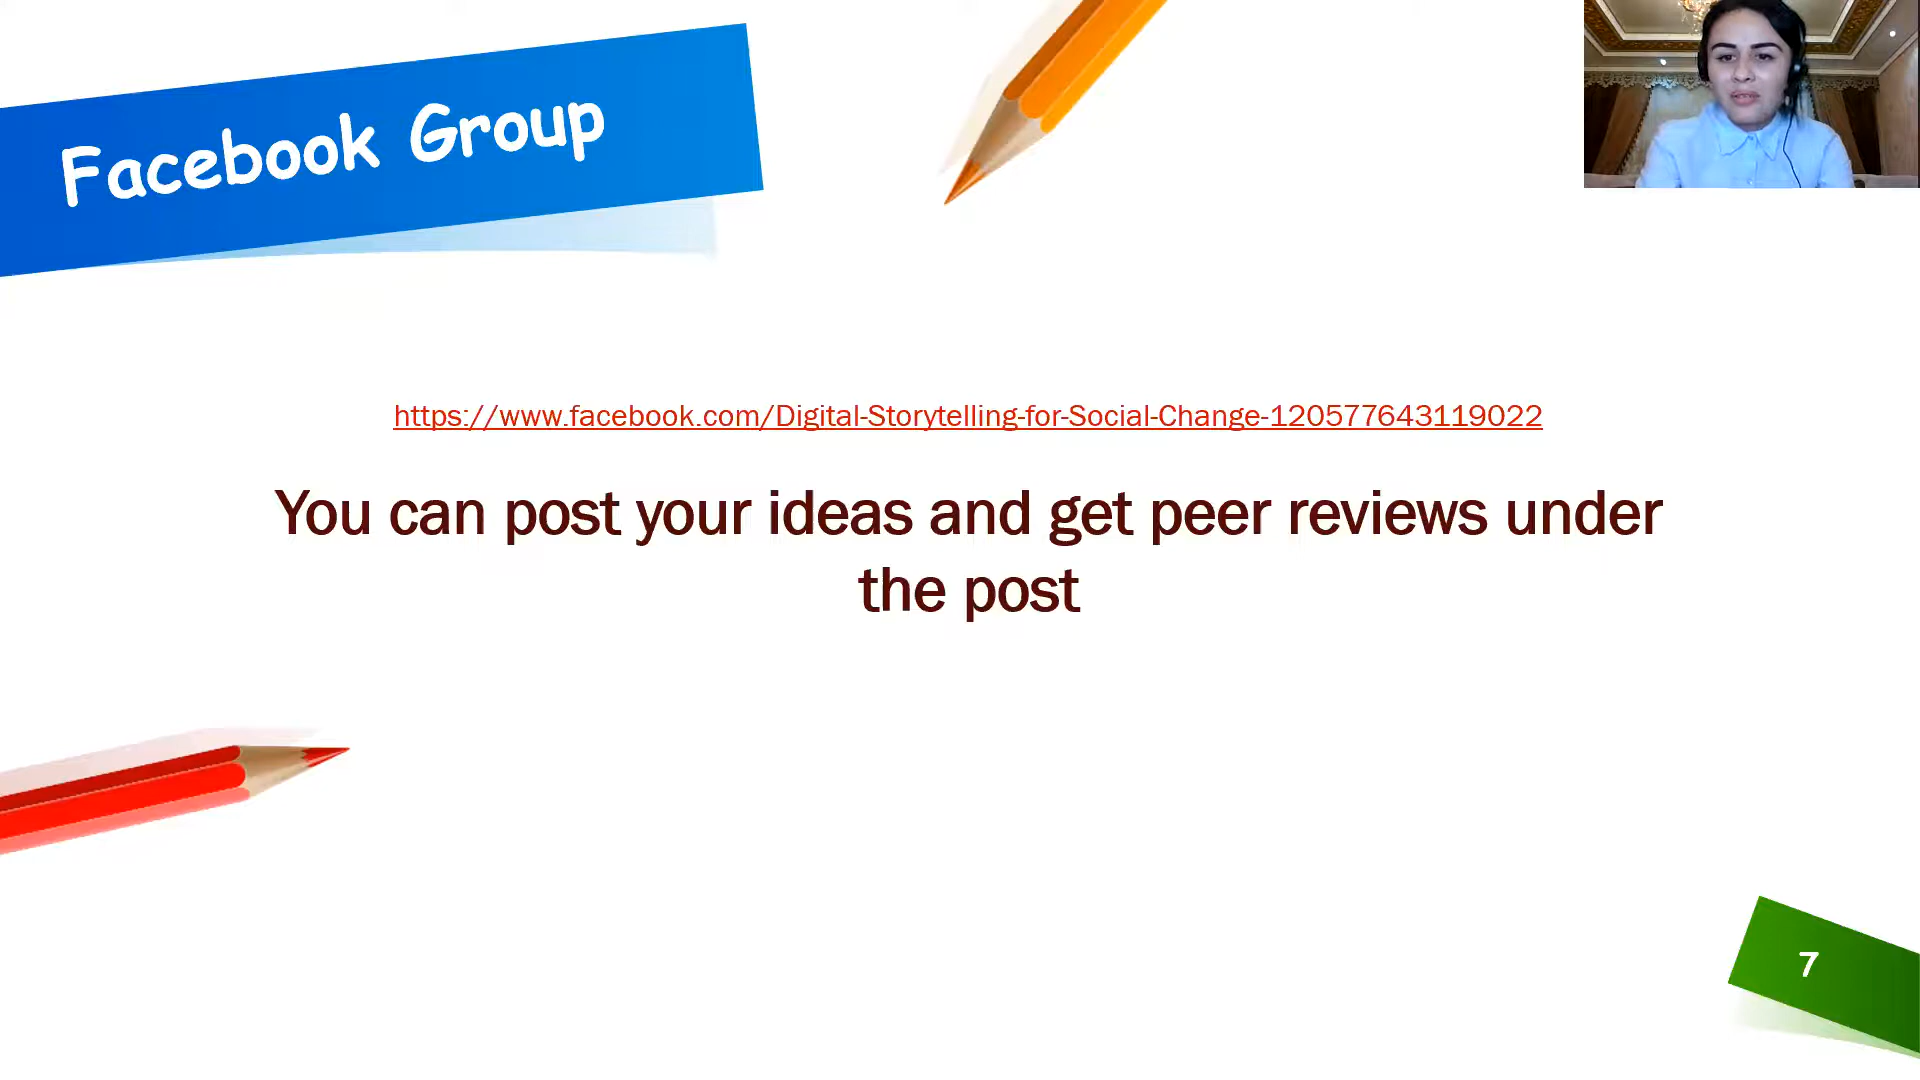 Facebook Group
https://www.facebook.com/Digital-Storytelling-for-Social-Change-120577643119022
You can post your ideas and get peer reviews under
the post
7